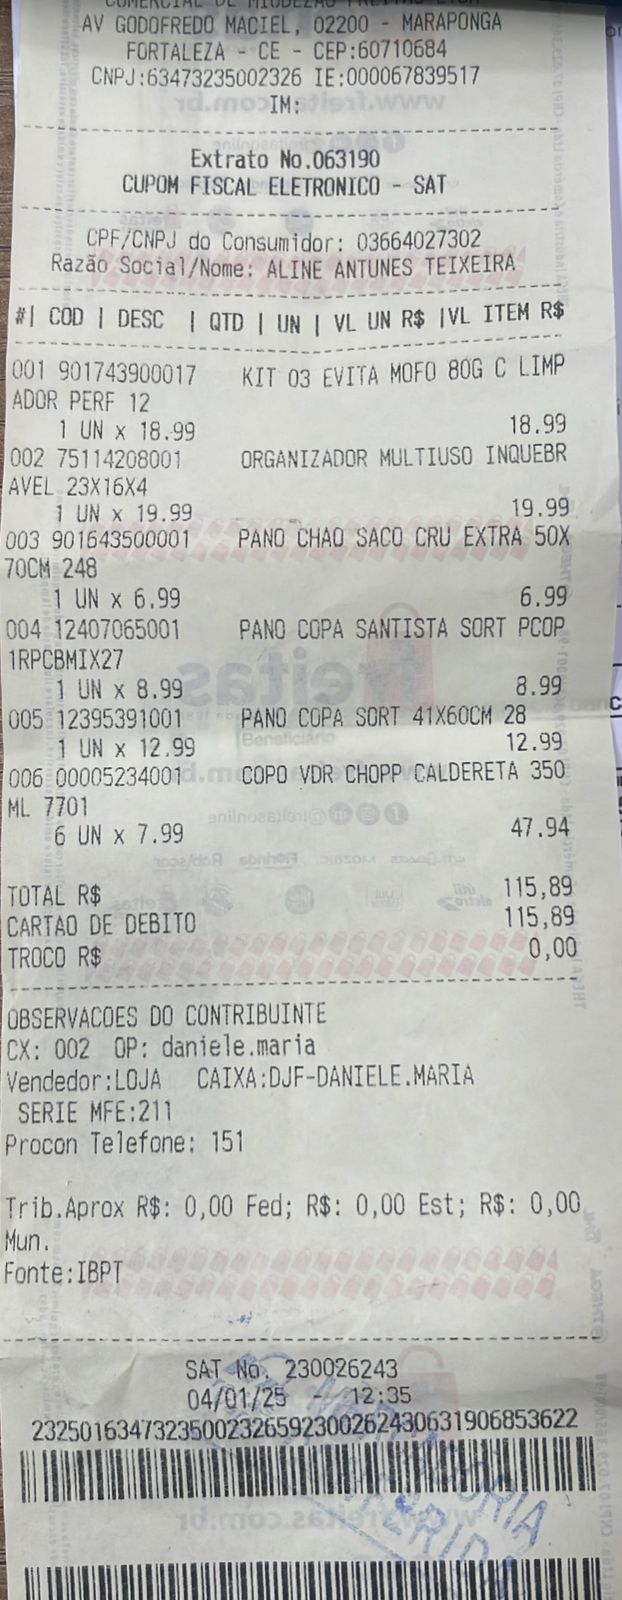 COMERCIAL DE MIUDEZAS FREITAS LTDA
AV GODOFREDO MACIEL, 02200 - MARAPONGA
FORTALEZA - CE - CEP:60710684
CNPJ:63473235002326 IE:000067839517
IM:
Extrato No.063190
CUPOM FISCAL ELETRONICO - SAT
CPF/CNPJ do Consumidor: 03664027302
Razão Social/Nome: ALINE ANTUNES TEIXEIRA
#| COD | DESC | QTD | UN | VL UN R$ |VL ITEM R$
001 901743900017 KIT 03 EVITA MOFO 80G C LIMP
ADOR PERF 12
1 UN x 18.99 18.99
002 75114208001 ORGANIZADOR MULTIUSO INQUEBR
AVEL 23X16X4
1 UN x 19.99 19.99
003 901643500001 PANO CHAO SACO CRU EXTRA 50X
70CM 248
1 UN x 6.99 6.99
004 12407065001 PANO COPA SANTISTA SORT PCOP
1RPCBMIX27
1 UN x 8.99 8.99
005 12395391001 PANO COPA SORT 41X60CM 28
1 UN x 12.99 12.99
006 00005234001 COPO VDR CHOPP CALDERETA 350
ML 7701
6 UN x 7.99 47.94
TOTAL R$ 115,89
CARTAO DE DEBITO 115,89
TROCO R$ 0,00
OBSERVACOES DO CONTRIBUINTE
CX: 002 OP: daniele.maria
Vendedor:LOJA CAIXA:DJF-DANIELE.MARIA
SERIE MFE:211
Procon Telefone: 151
Trib.Aprox R$: 0,00 Fed; R$: 0,00 Est; R$: 0,00
Mun.
Fonte:IBPT
SAT No. 230026243
04/01/25 - 12:35
23250163473235002326592300262430631906853622
MERCADORIA